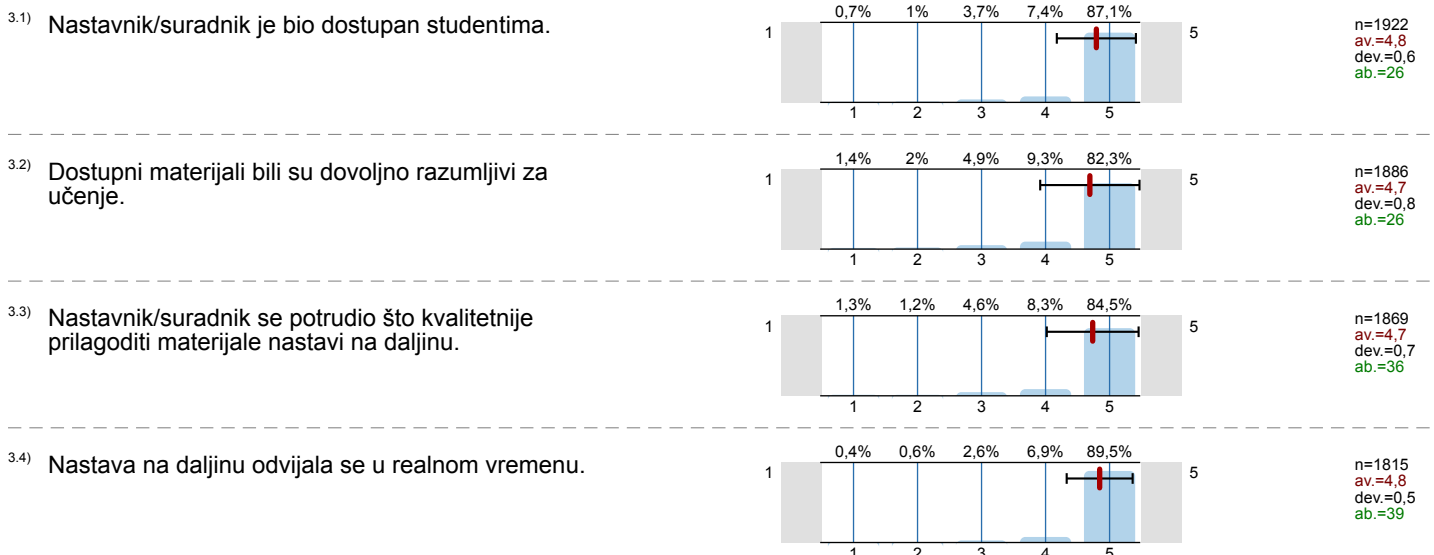 3.1) Nastavnik/suradnik je bio dostupan studentima.
0,7% 1% 3,7% 7,4% 87,1%
1 5
1 2 3 4 5
n=1922
av.=4,8
dev.=0,6
ab.=26
3.2) Dostupni materijali bili su dovoljno razumljivi za
učenje.
1,4% 2% 4,9% 9,3% 82,3%
1 5
1 2 3 4 5
n=1886
av.=4,7
dev.=0,8
ab.=26
3.3) Nastavnik/suradnik se potrudio što kvalitetnije
prilagoditi materijale nastavi na daljinu.
1,3% 1,2% 4,6% 8,3% 84,5%
1 5
1 2 3 4 5
n=1869
av.=4,7
dev.=0,7
ab.=36
3.4) Nastava na daljinu odvijala se u realnom vremenu.
0,4% 0,6% 2,6% 6,9% 89,5%
1 5
1 2 3 4 5
n=1815
av.=4,8
dev.=0,5
ab.=39